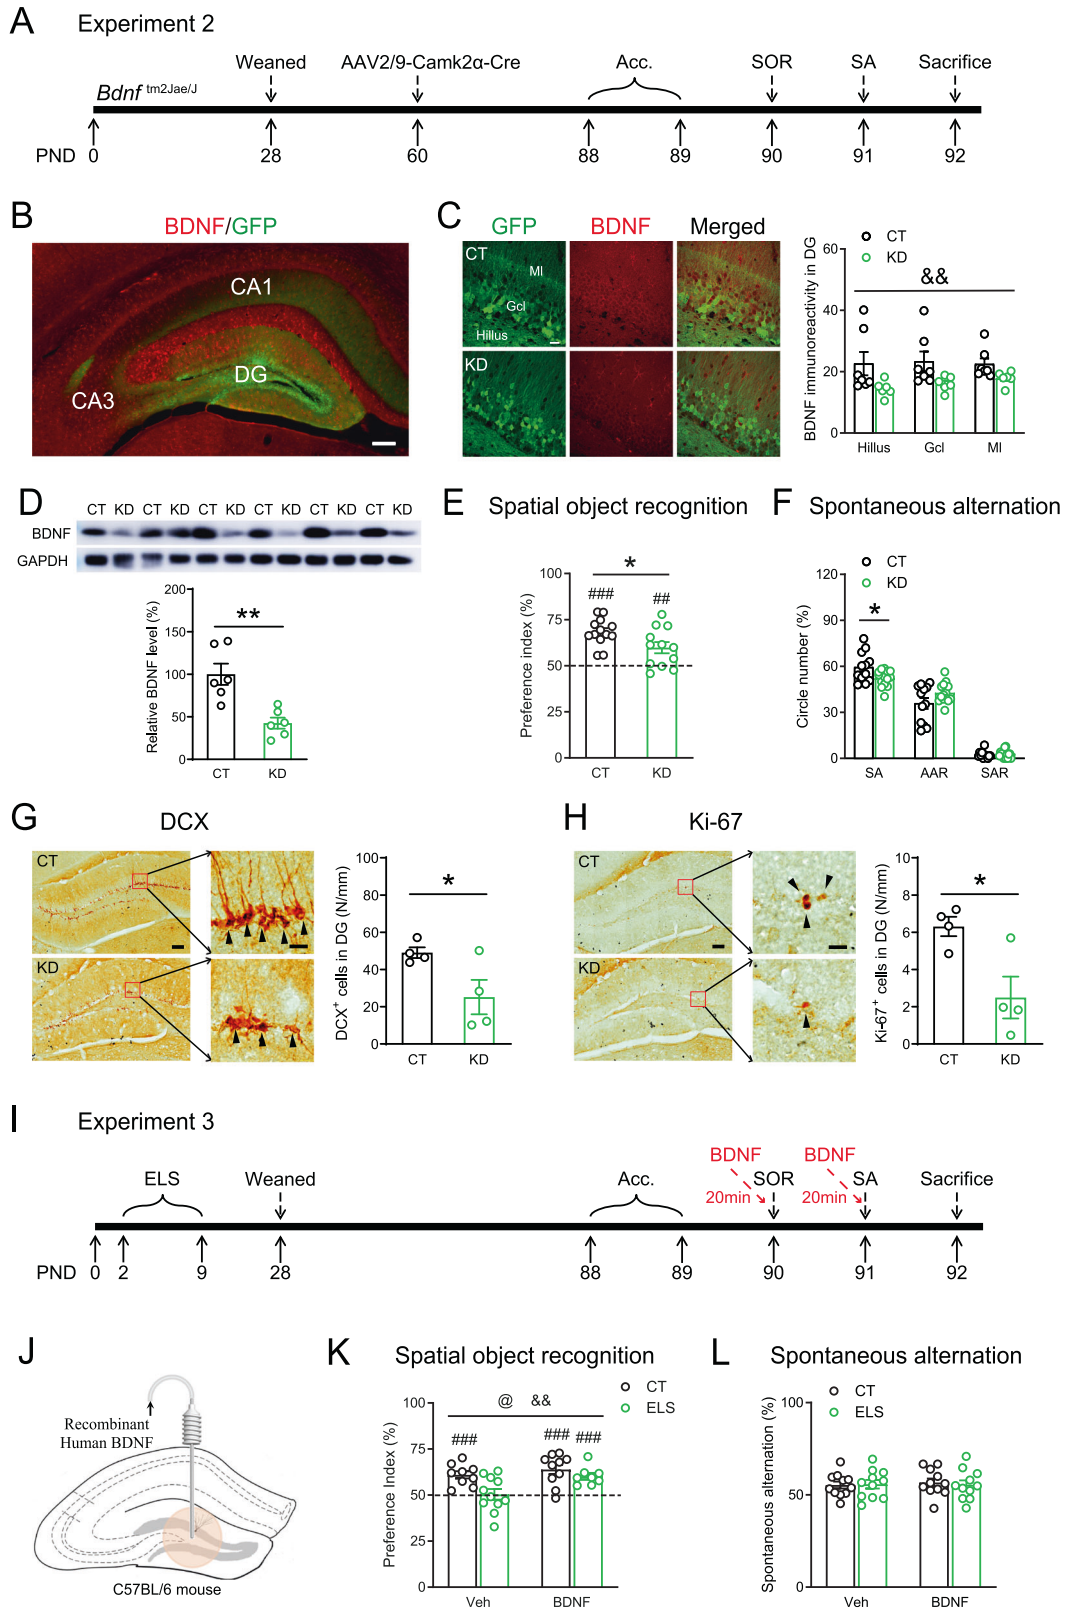 A Experiment 2
Weaned AAV2/9-Camk2α-Cre Acc. SOR SA Sacrifice
Bdnf tm2Jae/J
PND 0 28 60 88 89 90 91 92
B BDNF/GFP
CA1
DG
CA3
C GFP BDNF Merged
CT
Ml
Gcl
Hillus
KD
BDNF immunoreactivity in DG
CT
KD
&&
60
40
20
0
Hillus Gcl Ml
D CT KD CT KD CT KD CT KD CT KD CT KD
BDNF
GAPDH
Relative BDNF level (%)
200
150
100
50
0
**
CT KD
E Spatial object recognition
Preference index (%)
100
75
50
25
0
*
### ##
CT KD
F Spontaneous alternation
CT
KD
Circle number (%)
120
90
60
30
0
*
SA AAR SAR
G DCX
CT
KD
DCX+ cells in DG (N/mm)
100
80
60
40
20
0
*
CT KD
H Ki-67
CT
KD
Ki-67+ cells in DG (N/mm)
10
8
6
4
2
0
*
CT KD
I Experiment 3
BDNF BDNF
ELS Weaned Acc. SOR SA Sacrifice
20min 20min
PND 0 2 9 28 88 89 90 91 92
J
Recombinant
Human BDNF
C57BL/6 mouse
K Spatial object recognition
CT
ELS
@ &&
### ### ###
Preference Index (%)
100
75
50
25
0
Veh BDNF
L Spontaneous alternation
CT
ELS
Spontaneous alternation (%)
100
50
0
Veh BDNF